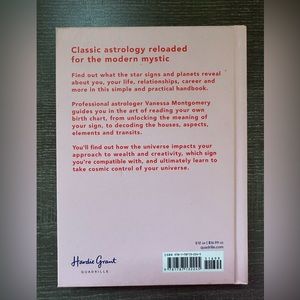 Classic astrology reloaded
for the modern mystic
Find out what the star signs and planets reveal
about you, your life, relationships, career and
more in this simple and practical handbook.
Professional astrologer Vanessa Montgomery
guides you in the art of reading your own
birth chart, from unlocking the meaning
of your sign, to decoding the houses, aspects,
elements and transits.
You'll find out how the universe impacts your
approach to wealth and creativity, which sign
you're compatible with, and ultimately learn to
take cosmic control of your universe.
Hardie Grant
QUADRILLE
quadrille.com